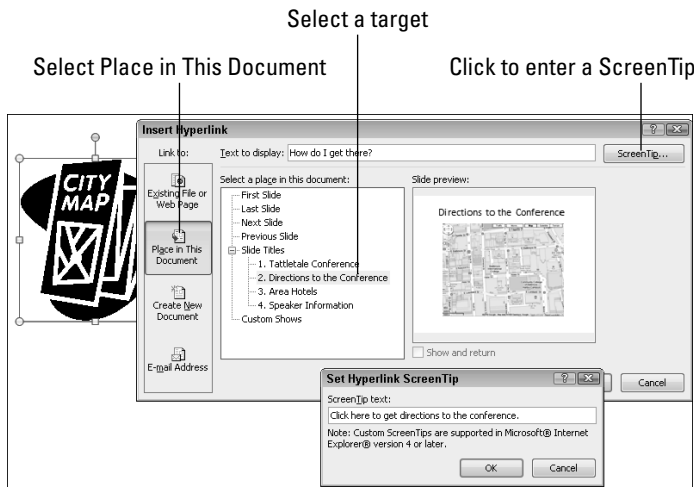 Select a target
Select Place in This Document
Click to enter a ScreenTip
Insert Hyperlink
Link to:
Text to display: How do I get there?
ScreenTip...
CITY
MAP
Existing File or
Web Page
Place in This
Document
Create New
Document
E-mail Address
Select a place in this document:
First Slide
Last Slide
Next Slide
Previous Slide
Slide Titles
1. Tattletale Conference
2. Directions to the Conference
3. Area Hotels
4. Speaker Information
Custom Shows
Slide preview:
Directions to the Conference
Show and return
Cancel
Set Hyperlink ScreenTip
ScreenTip text:
Click here to get directions to the conference.
Note: Custom ScreenTips are supported in Microsoft® Internet
Explorer® version 4 or later.
OK
Cancel